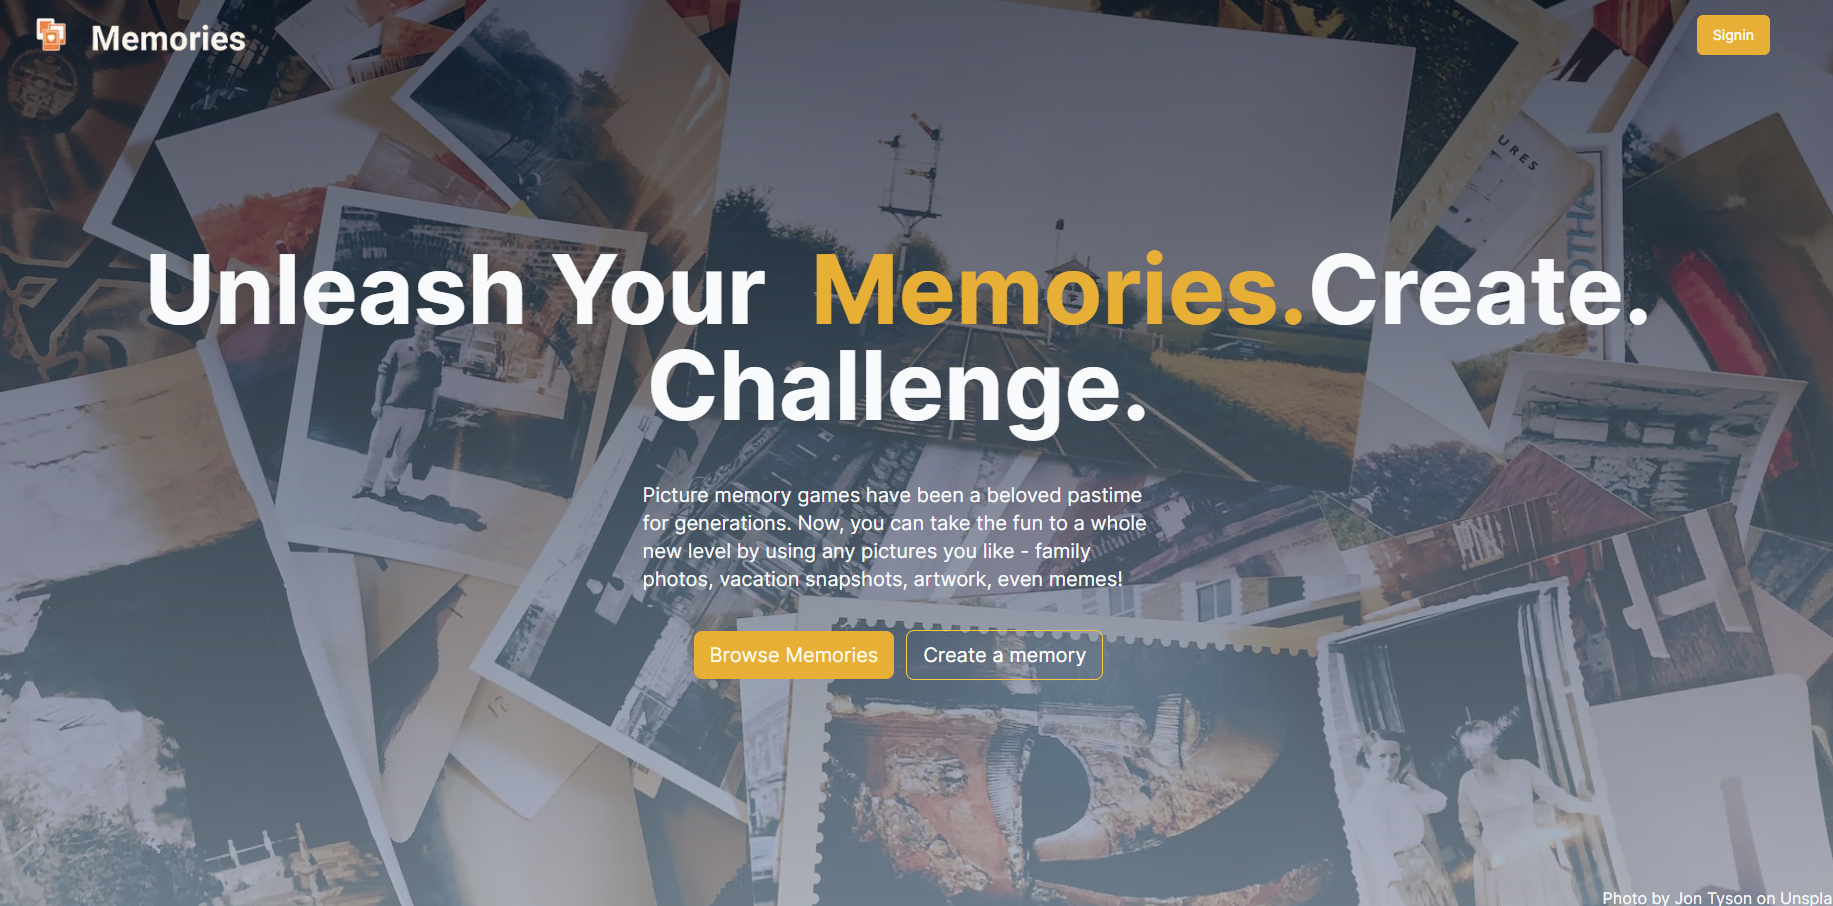 Memories
Signin
URES
Unleash Your Memories.Create.
Challenge.
Picture memory games have been a beloved pastime
for generations. Now, you can take the fun to a whole
new level by using any pictures you like - family
photos, vacation snapshots, artwork, even memes!
Browse Memories
Create a memory
12
Photo by Jon Tyson on Unspla